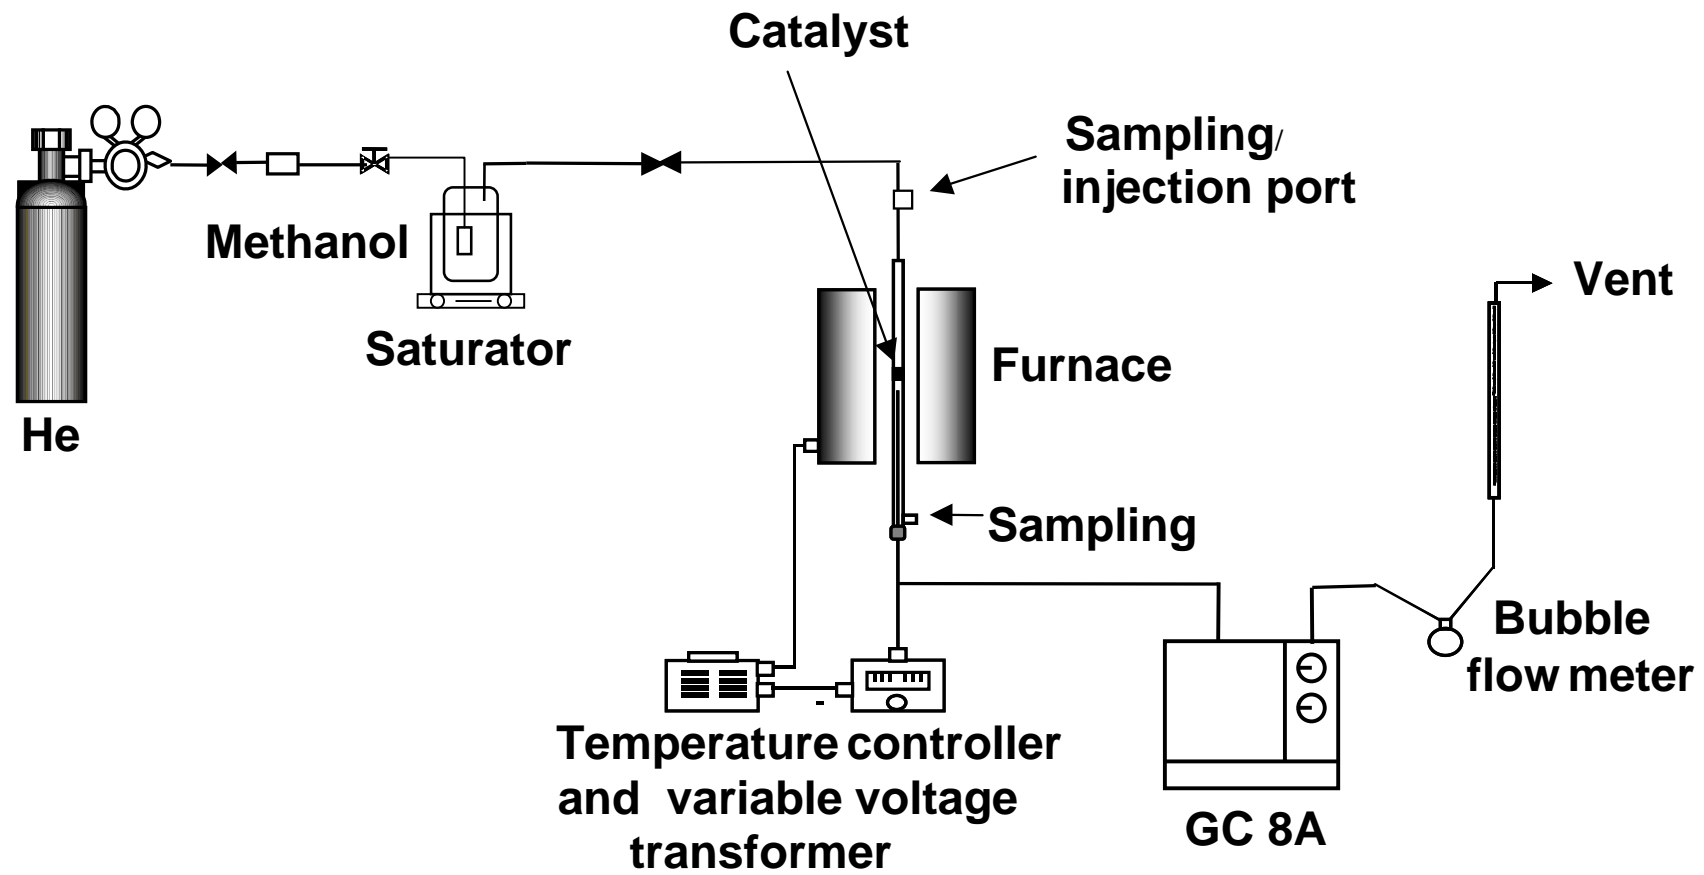 Catalyst
Sampling/
injection port
Methanol
Vent
Saturator
Furnace
He
Sampling
Bubble
flow meter
Temperature controller
and variable voltage
transformer
GC 8A